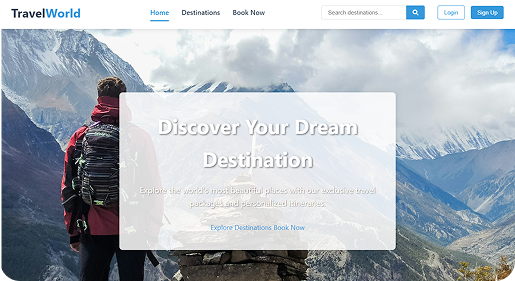 TravelWorld
Home Destinations Book Now
Search destinations...
Login
Sign Up
Discover Your Dream
Destination
Explore the world's most beautiful places with our exclusive travel
packages and personalized itineraries.
Explore Destinations Book Now